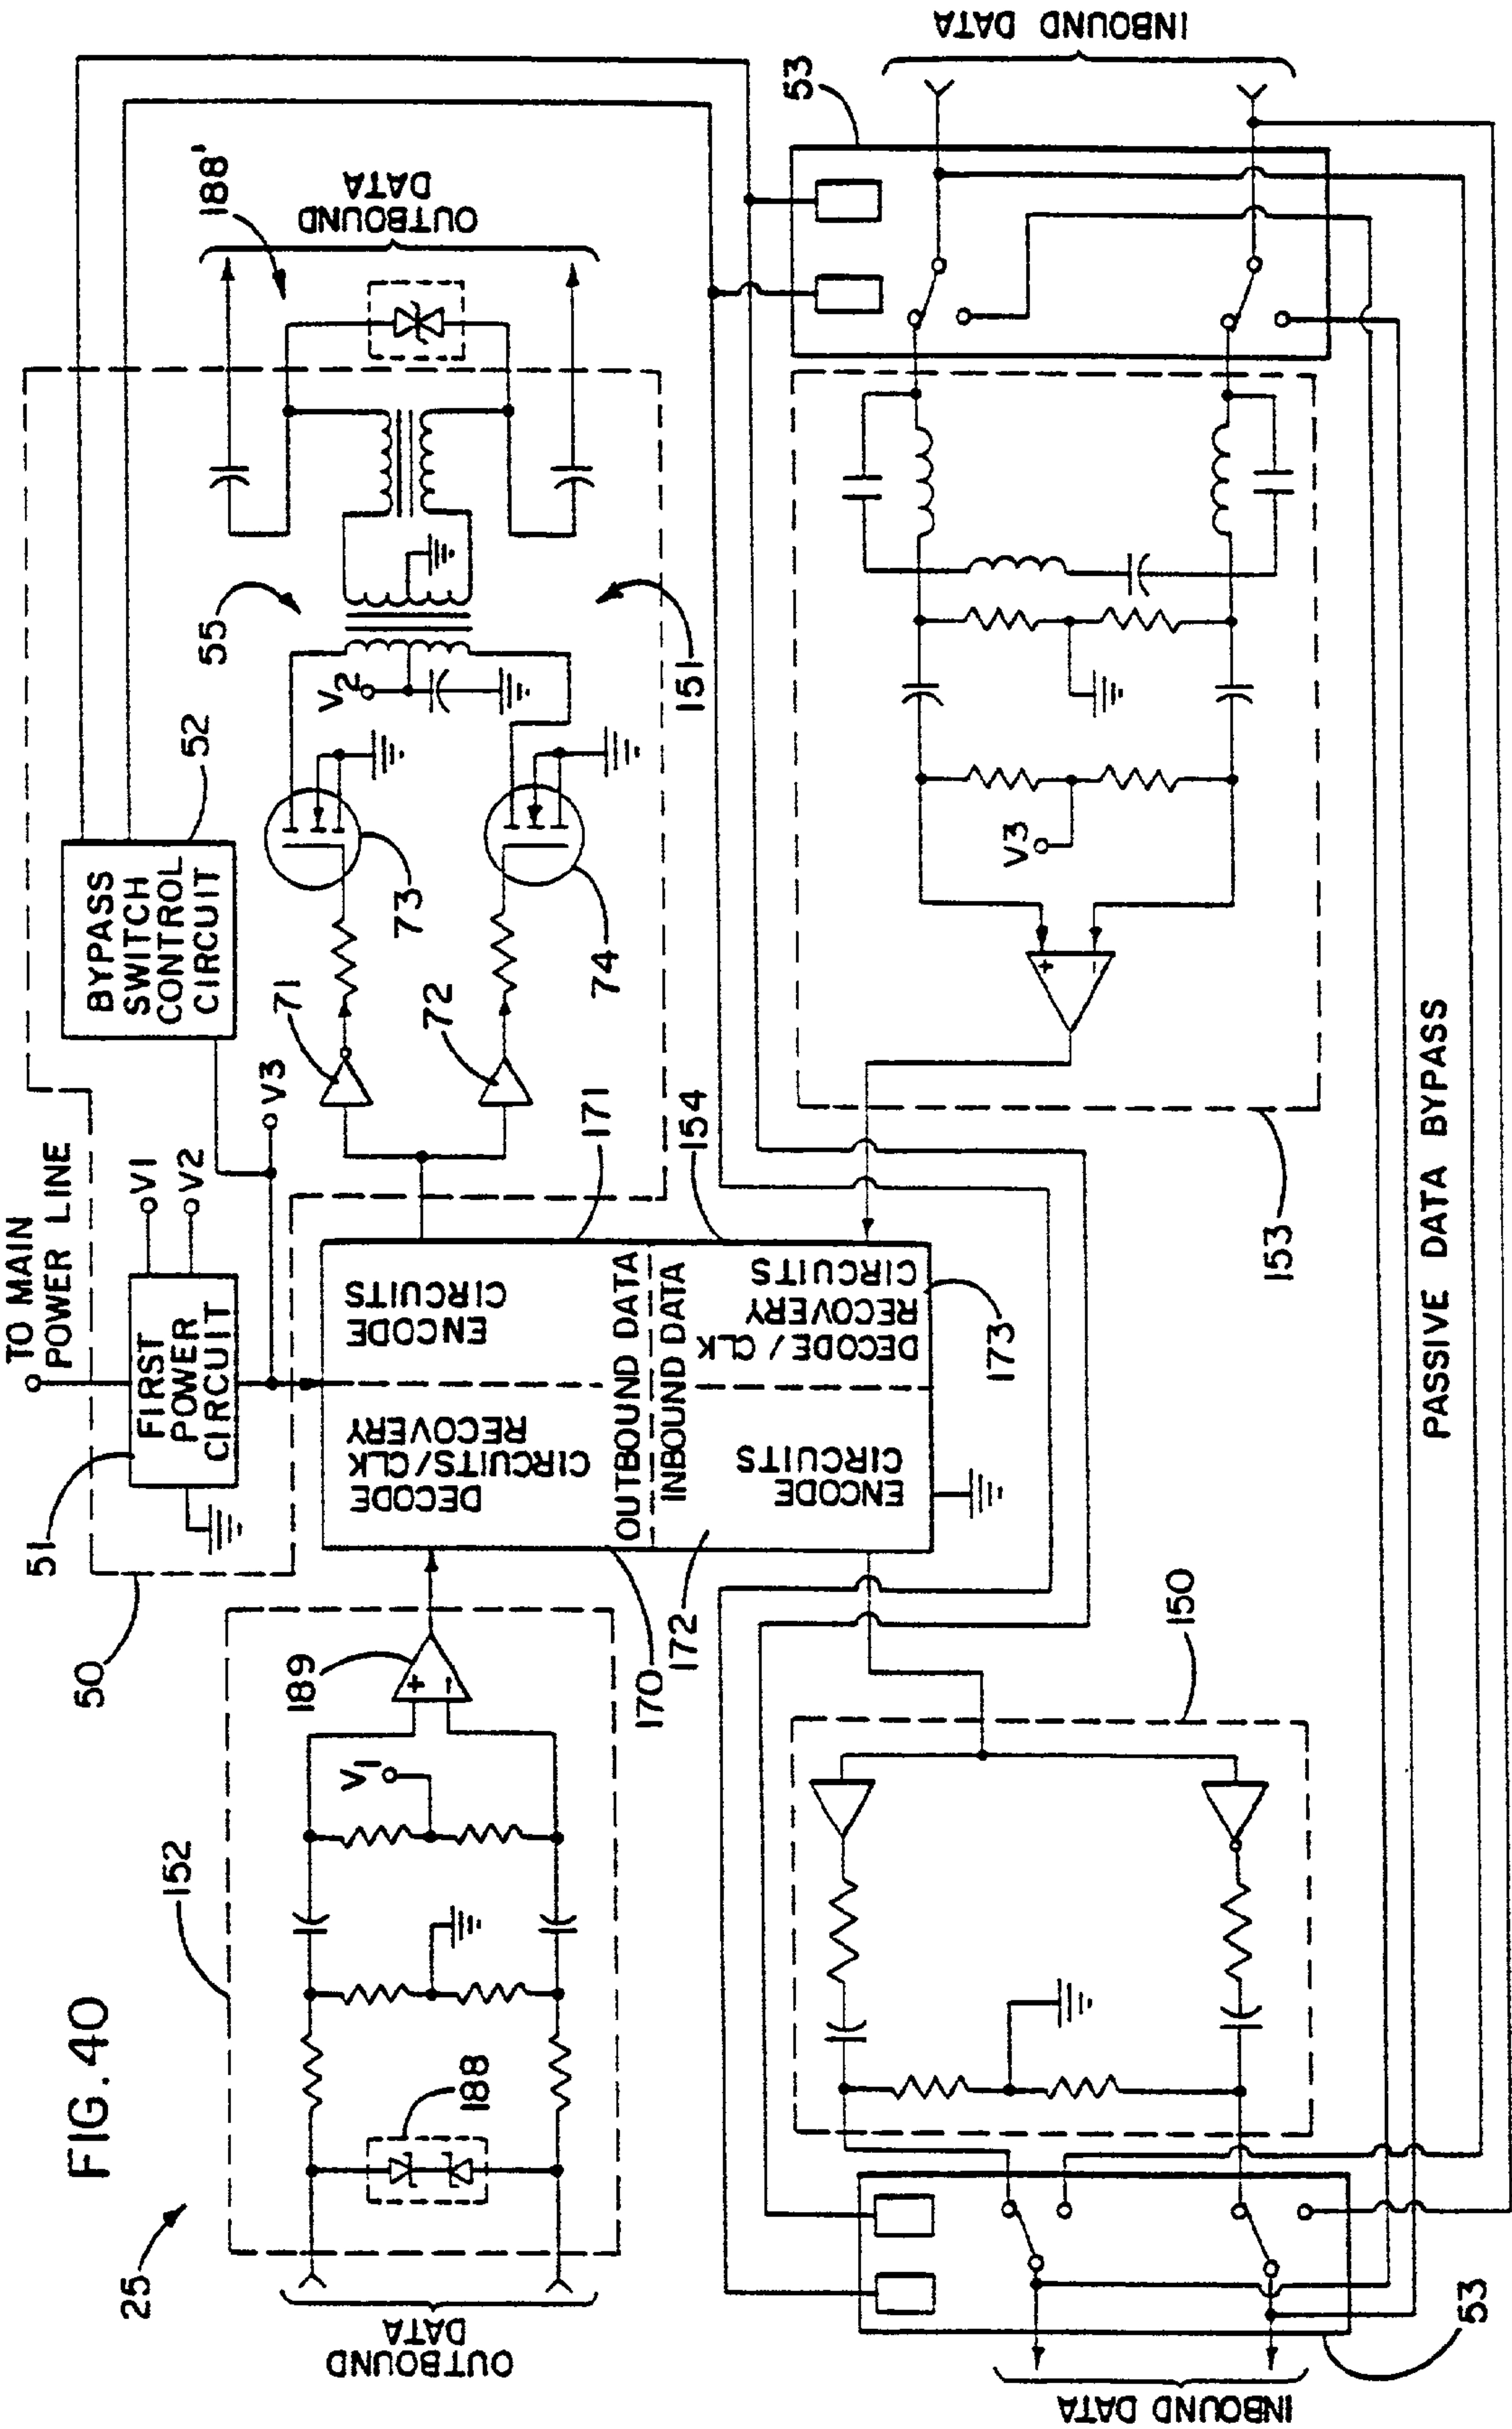 FIG. 40
25
TO MAIN
POWER LINE
51
50
FIRST
POWER
CIRCUIT
V1
V2
V3
BYPASS
SWITCH
CONTROL
CIRCUIT
52
55
188'
OUTBOUND
DATA
152
188
189
V1
+
−
OUTBOUND
DATA
71
72
73
74
V2
151
170
171
172
154
173
DECODE
CIRCUITS/CLK
RECOVERY
ENCODE
CIRCUITS
OUTBOUND DATA
INBOUND DATA
ENCODE
CIRCUITS
DECODE/CLK
RECOVERY
CIRCUITS
150
53
INBOUND DATA
V3
+
−
153
53
INBOUND DATA
PASSIVE DATA BYPASS